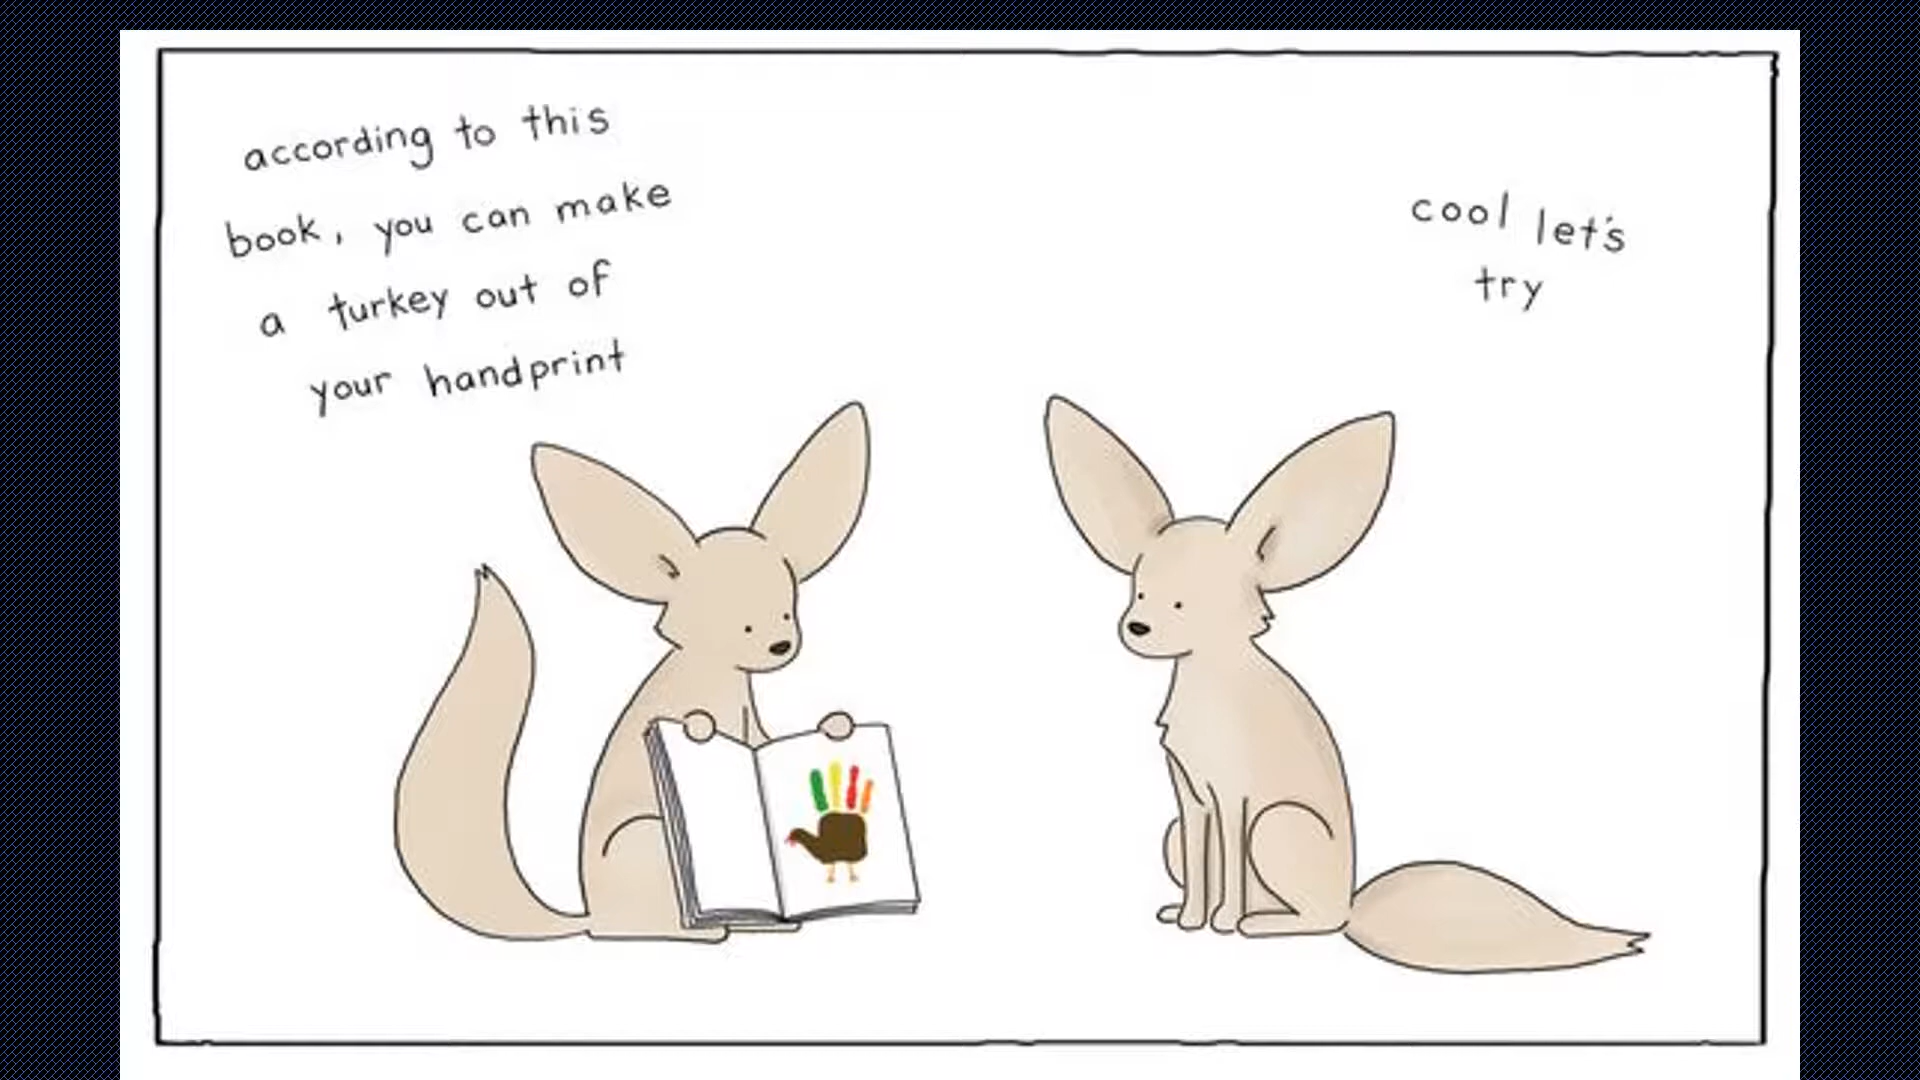 according to this
book, you can make
a turkey out of
your handprint
cool let's
try